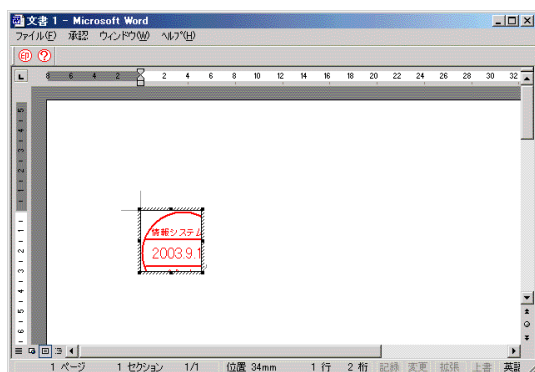 文書 1 - Microsoft Word
ファイル(F) 承認 ウィンドウ(W) ヘルプ(H)
8 6 4 2 2 4 6 8 10 12 14 16 18 20 22 24 26 28 30 32
情報システム
2003.9.1
1 ページ 1 セクション 1/1 位置 34mm 1 行 2 桁 記録 変更 拡張 上書 英語